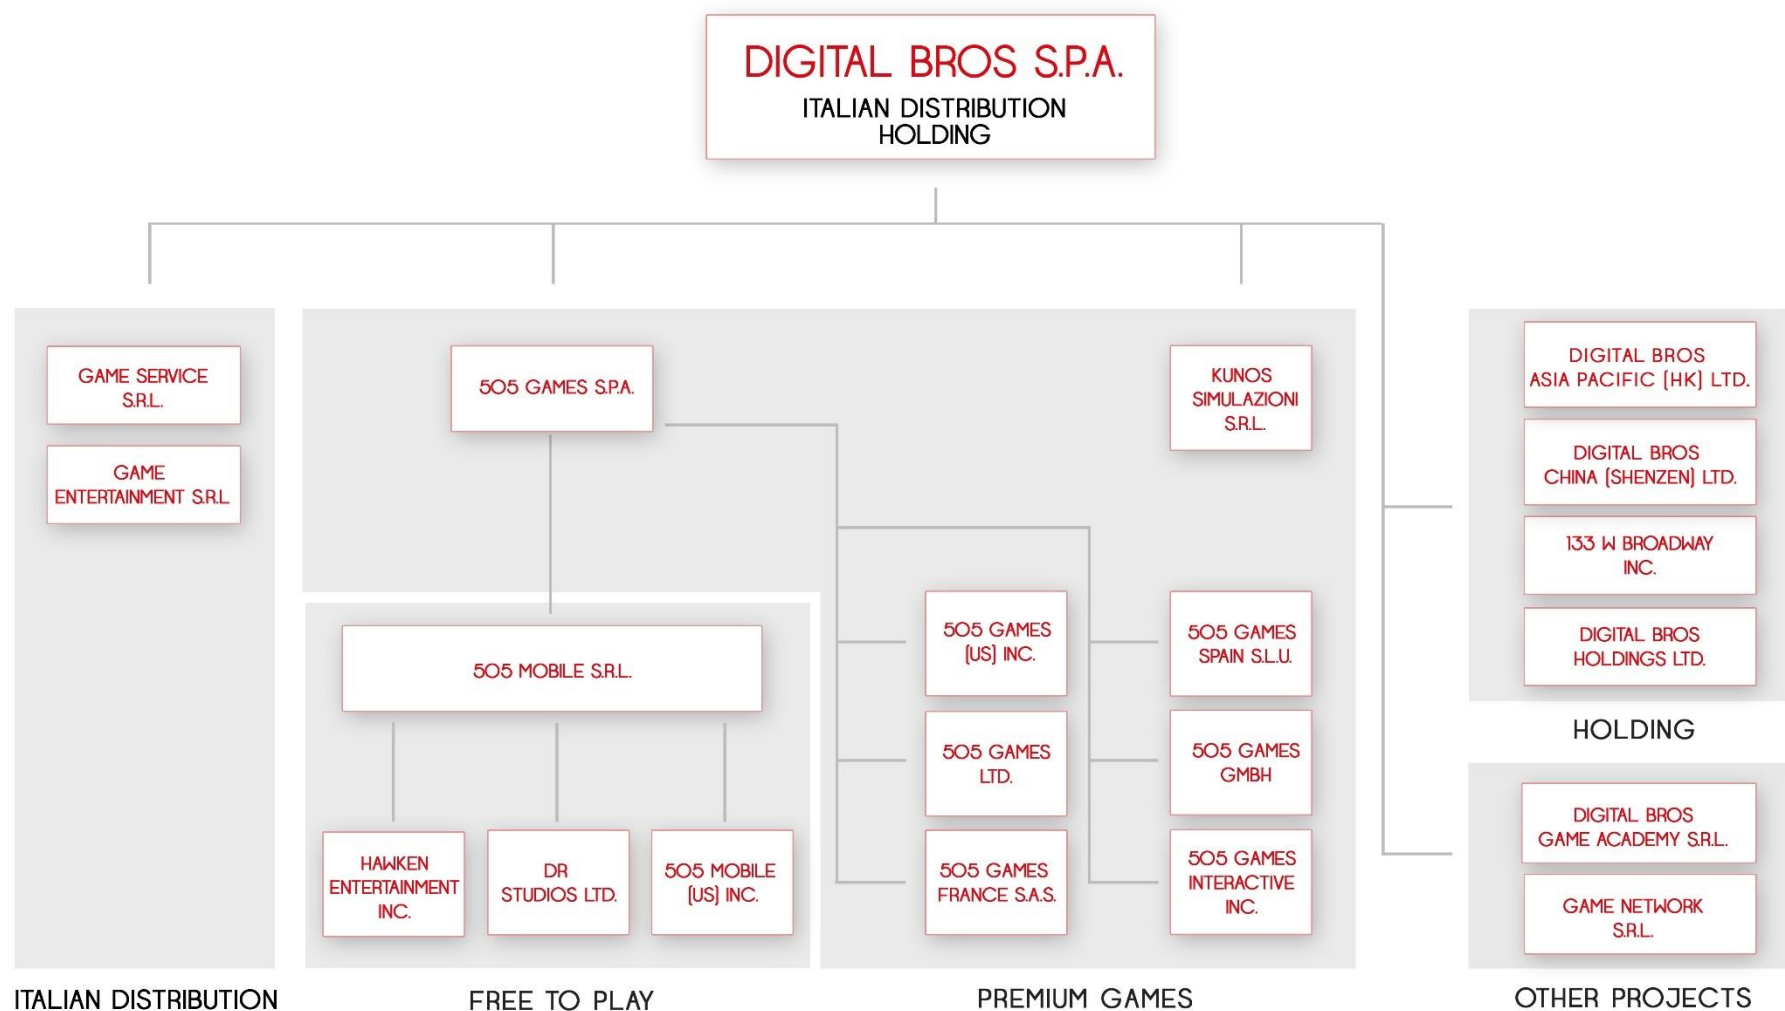 DIGITAL BROS S.P.A.
ITALIAN DISTRIBUTION
HOLDING
GAME SERVICE
S.R.L.
GAME
ENTERTAINMENT S.R.L
ITALIAN DISTRIBUTION
505 GAMES S.P.A.
KUNOS
SIMULAZIONI
S.R.L.
505 MOBILE S.R.L.
HAWKEN
ENTERTAINMENT
INC.
DR
STUDIOS LTD.
505 MOBILE
(US) INC.
FREE TO PLAY
505 GAMES
(US) INC.
505 GAMES
LTD.
505 GAMES
FRANCE S.A.S.
505 GAMES
SPAIN S.L.U.
505 GAMES
GMBH
505 GAMES
INTERACTIVE
INC.
PREMIUM GAMES
DIGITAL BROS
ASIA PACIFIC (HK) LTD.
DIGITAL BROS
CHINA (SHENZEN) LTD.
133 W BROADWAY
INC.
DIGITAL BROS
HOLDINGS LTD.
HOLDING
DIGITAL BROS
GAME ACADEMY S.R.L.
GAME NETWORK
S.R.L.
OTHER PROJECTS